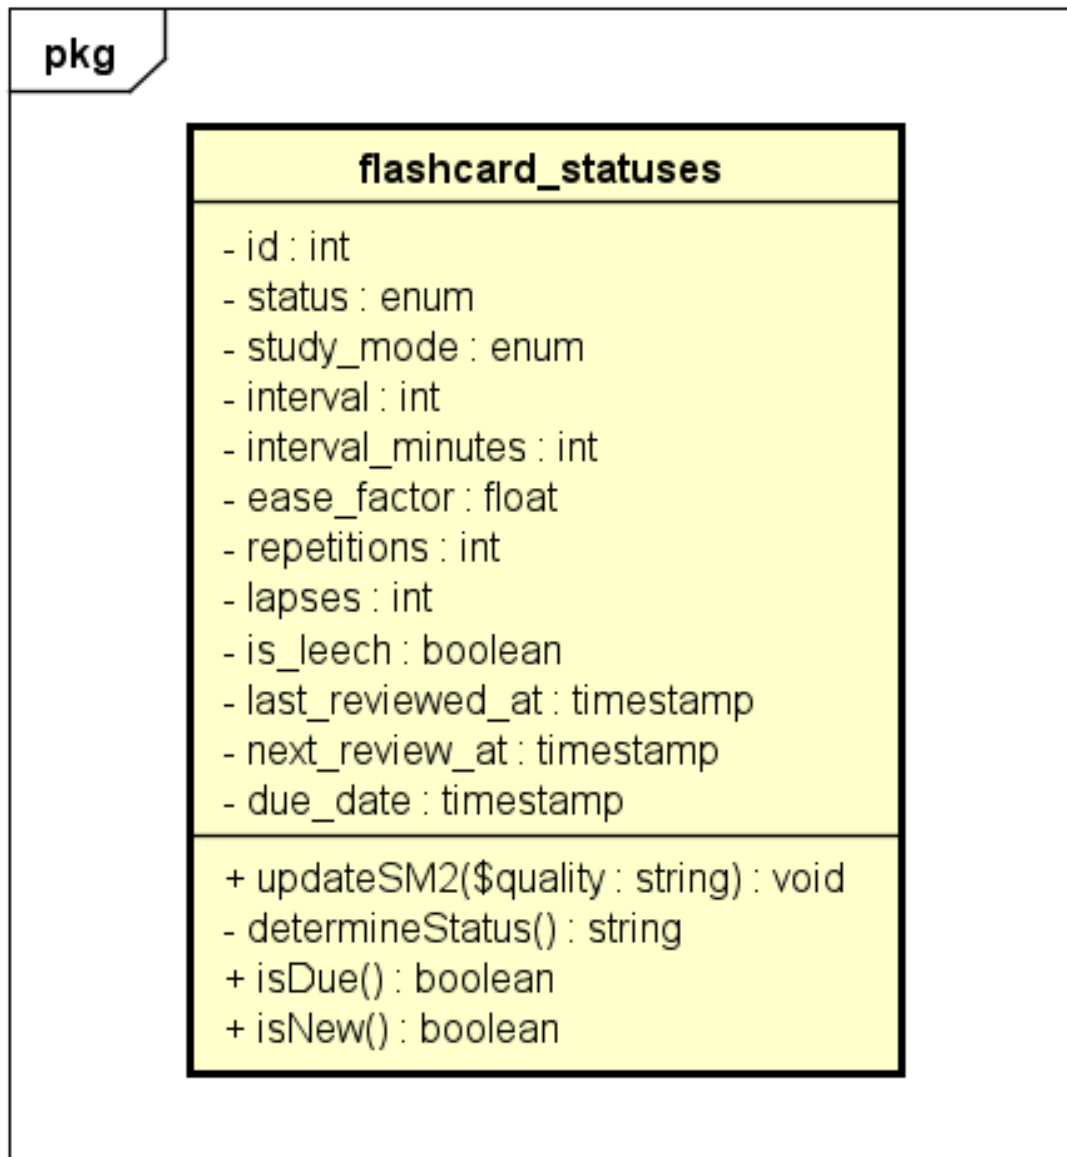 pkg
flashcard_statuses
- id : int
- status : enum
- study_mode : enum
- interval : int
- interval_minutes : int
- ease_factor : float
- repetitions : int
- lapses : int
- is_leech : boolean
- last_reviewed_at : timestamp
- next_review_at : timestamp
- due_date : timestamp
+ updateSM2($quality : string) : void
- determineStatus() : string
+ isDue() : boolean
+ isNew() : boolean